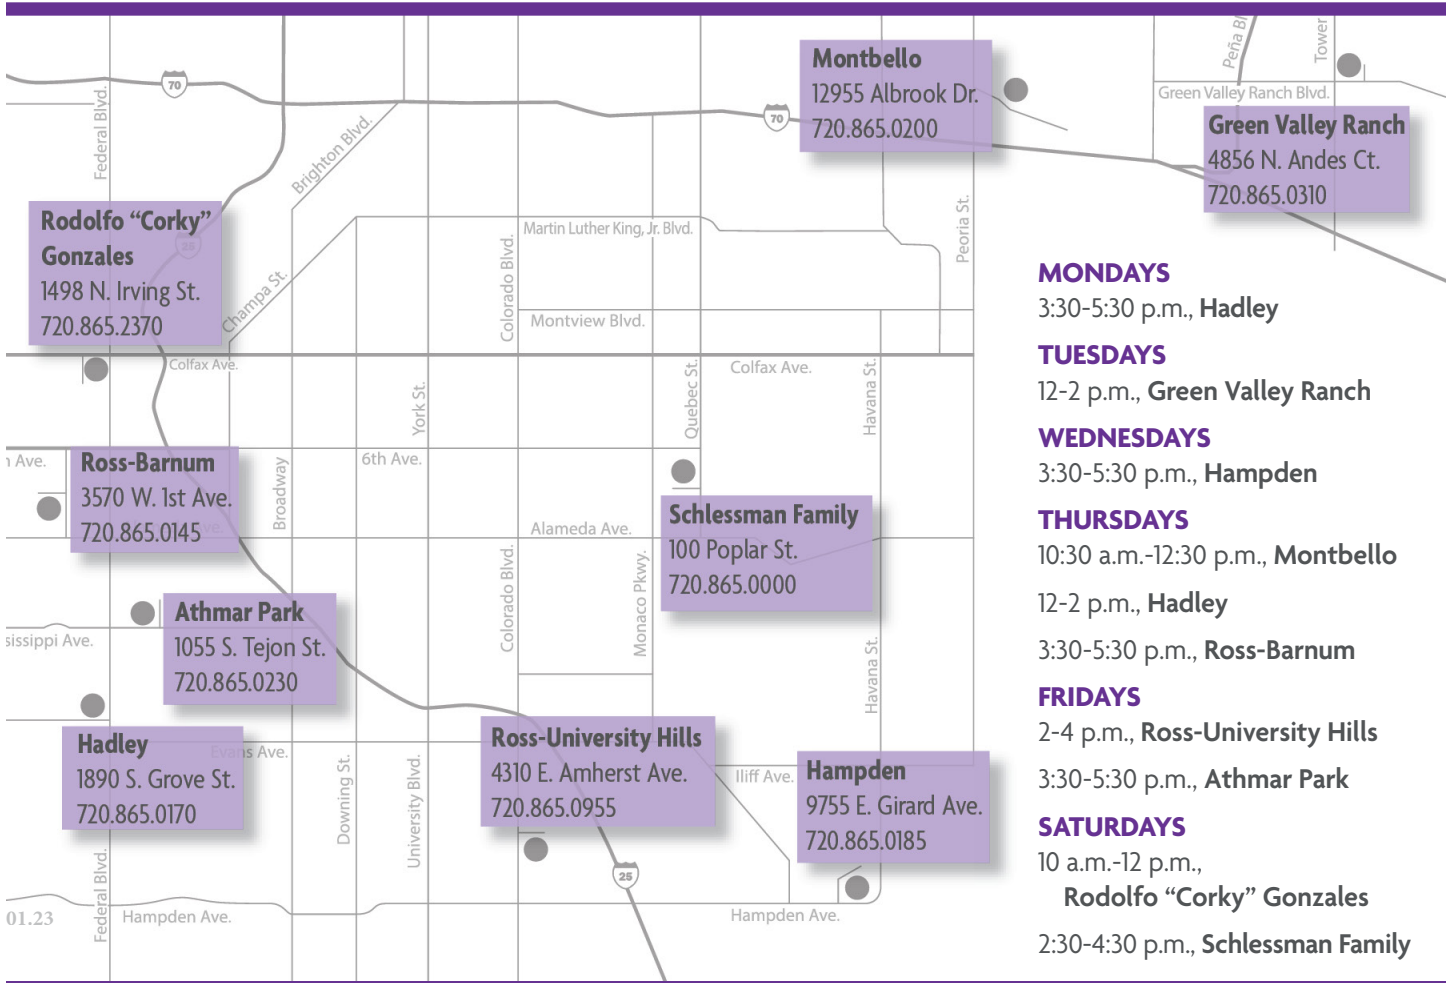 Peña Bl
Tower
70
Montbello
12955 Albrook Dr.
720.865.0200
70
Green Valley Ranch Blvd.
Green Valley Ranch
4856 N. Andes Ct.
720.865.0310
Federal Blvd.
Brighton Blvd.
Rodolfo “Corky”
Gonzales
1498 N. Irving St.
720.865.2370
25
Champa St.
Martin Luther King, Jr. Blvd.
Colorado Blvd.
Peoria St.
Montview Blvd.
Colfax Ave.
Colfax Ave.
York St.
Quebec St.
Havana St.
Ave.
Ross-Barnum
3570 W. 1st Ave.
720.865.0145
Broadway
6th Ave.
Alameda Ave.
Schlessman Family
100 Poplar St.
720.865.0000
Colorado Blvd.
Monaco Pkwy.
sissippi Ave.
Athmar Park
1055 S. Tejon St.
720.865.0230
Havana St.
Hadley
1890 S. Grove St.
720.865.0170
Evans Ave.
Downing St.
University Blvd.
Ross-University Hills
4310 E. Amherst Ave.
720.865.0955
Iliff Ave.
Hampden
9755 E. Girard Ave.
720.865.0185
25
01.23
Federal Blvd.
Hampden Ave.
Hampden Ave.
MONDAYS
3:30-5:30 p.m., Hadley
TUESDAYS
12-2 p.m., Green Valley Ranch
WEDNESDAYS
3:30-5:30 p.m., Hampden
THURSDAYS
10:30 a.m.-12:30 p.m., Montbello
12-2 p.m., Hadley
3:30-5:30 p.m., Ross-Barnum
FRIDAYS
2-4 p.m., Ross-University Hills
3:30-5:30 p.m., Athmar Park
SATURDAYS
10 a.m.-12 p.m.,
Rodolfo “Corky” Gonzales
2:30-4:30 p.m., Schlessman Family